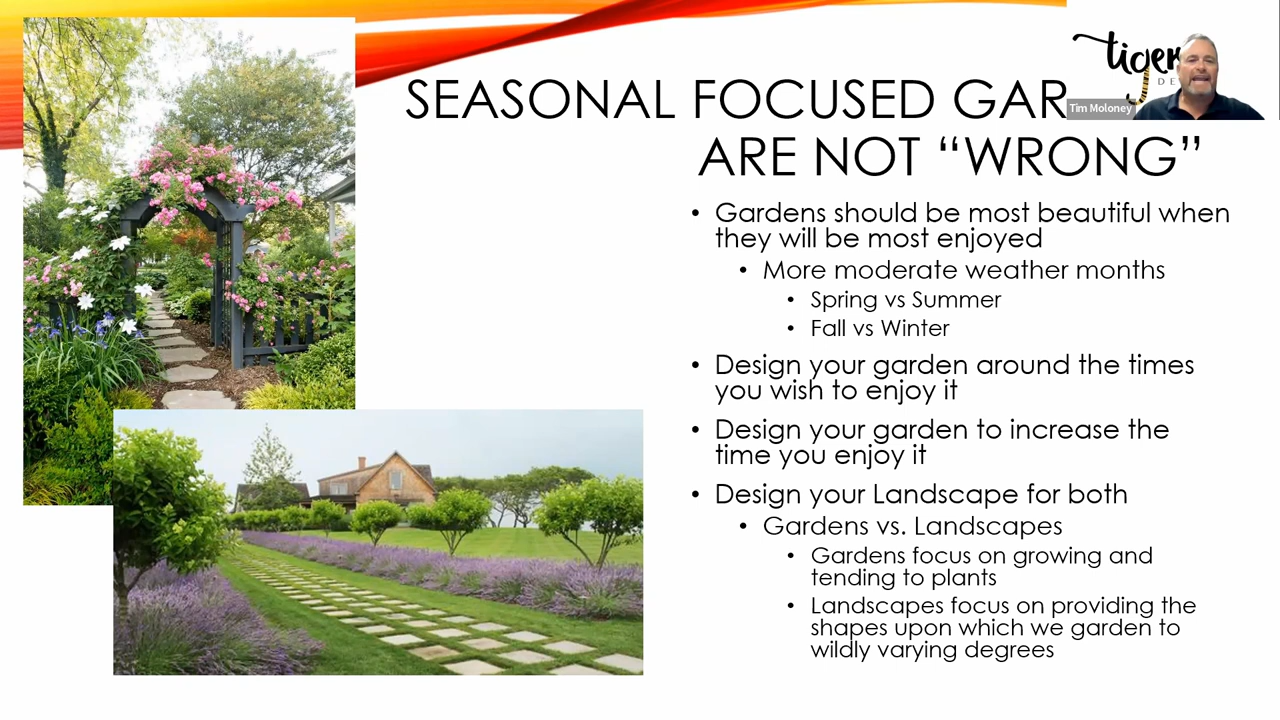 SEASONAL FOCUSED GAR
ARE NOT “WRONG”
tiger
DE
Tim Moloney
• Gardens should be most beautiful when
they will be most enjoyed
• More moderate weather months
• Spring vs Summer
• Fall vs Winter
• Design your garden around the times
you wish to enjoy it
• Design your garden to increase the
time you enjoy it
• Design your Landscape for both
• Gardens vs. Landscapes
• Gardens focus on growing and
tending to plants
• Landscapes focus on providing the
shapes upon which we garden to
wildly varying degrees